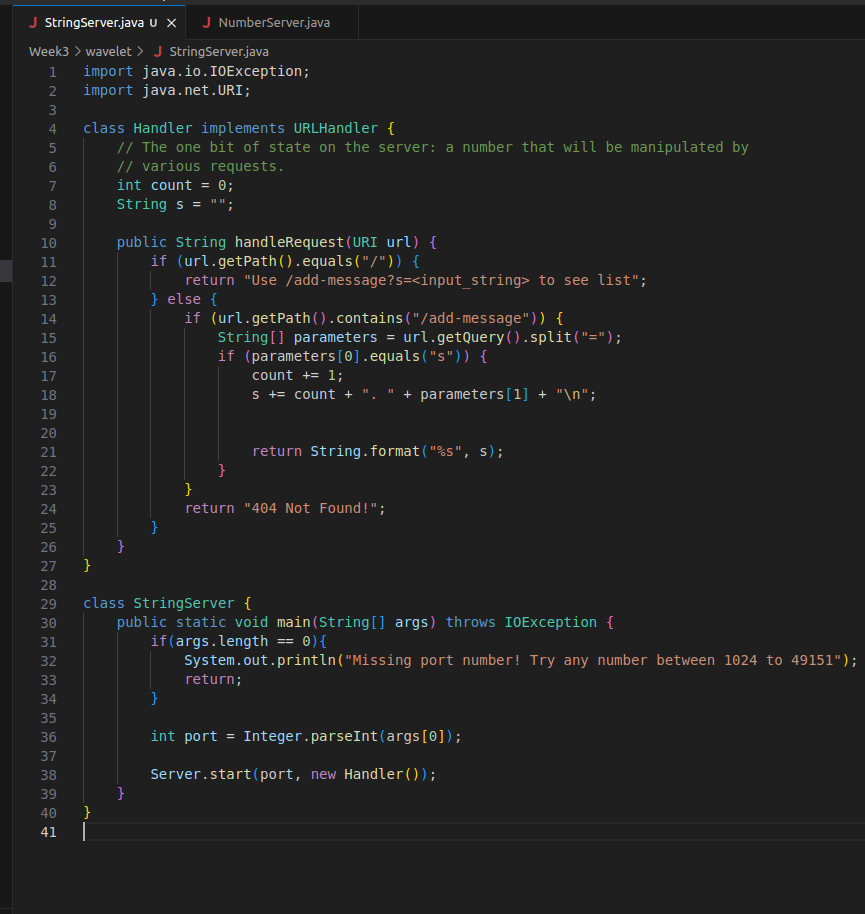 StringServer.java U ×
NumberServer.java
Week3 > wavelet > StringServer.java
1 import java.io.IOException;
2 import java.net.URI;
3
4 class Handler implements URLHandler {
5     // The one bit of state on the server: a number that will be manipulated by
6     // various requests.
7     int count = 0;
8     String s = "";
9
10     public String handleRequest(URI url) {
11         if (url.getPath().equals("/")) {
12             return "Use /add-message?s=<input_string> to see list";
13         } else {
14             if (url.getPath().contains("/add-message")) {
15                 String[] parameters = url.getQuery().split("=");
16                 if (parameters[0].equals("s")) {
17                     count += 1;
18                     s += count + ". " + parameters[1] + "\n";
19
20
21                     return String.format("%s", s);
22                 }
23             }
24             return "404 Not Found!";
25         }
26     }
27 }
28
29 class StringServer {
30     public static void main(String[] args) throws IOException {
31         if(args.length == 0){
32             System.out.println("Missing port number! Try any number between 1024 to 49151");
33             return;
34         }
35
36         int port = Integer.parseInt(args[0]);
37
38         Server.start(port, new Handler());
39     }
40 }
41